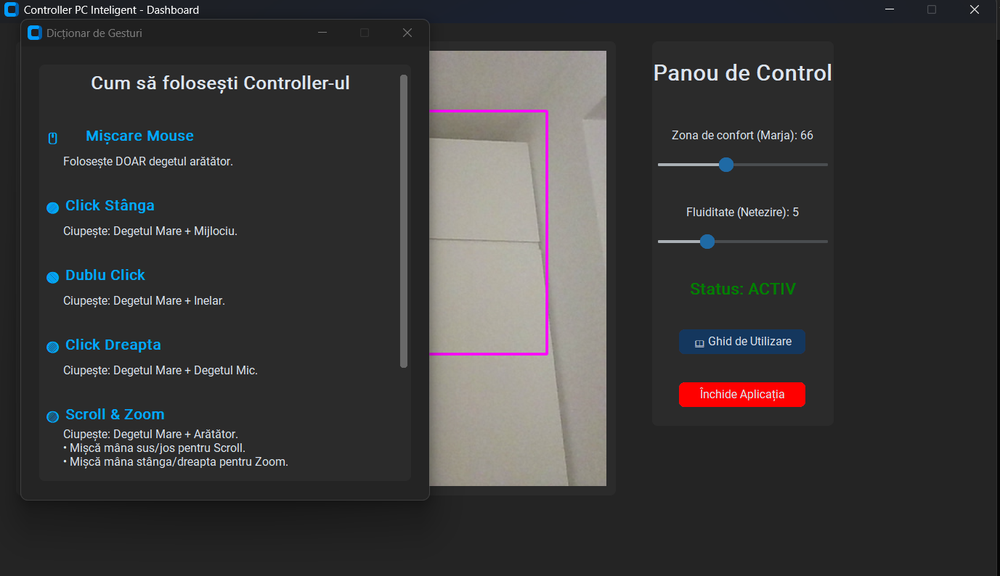 Controller PC Inteligent - Dashboard
Dicționar de Gesturi
Cum să folosești Controller-ul
Mișcare Mouse
Folosește DOAR degetul arătător.
Click Stânga
Ciupește: Degetul Mare + Mijlociu.
Dublu Click
Ciupește: Degetul Mare + Inelar.
Click Dreapta
Ciupește: Degetul Mare + Degetul Mic.
Scroll & Zoom
Ciupește: Degetul Mare + Arătător.
• Mișcă mâna sus/jos pentru Scroll.
• Mișcă mâna stânga/dreapta pentru Zoom.
Panou de Control
Zona de confort (Marja): 66
Fluiditate (Netezire): 5
Status: ACTIV
Ghid de Utilizare
Închide Aplicația